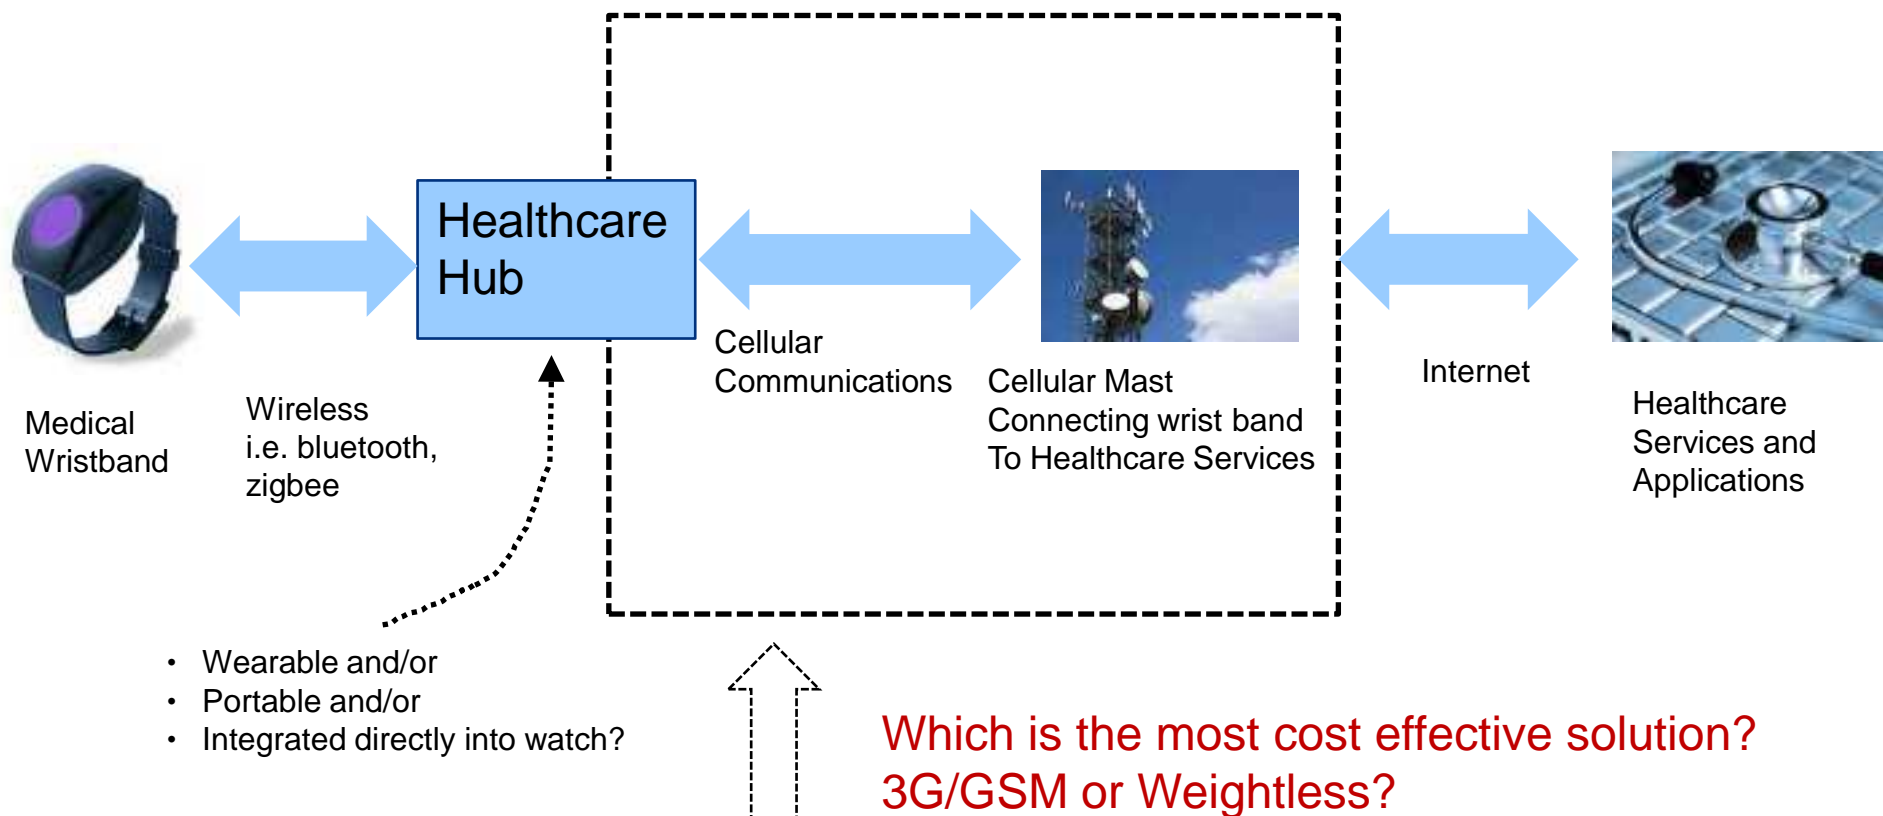 Healthcare
Hub
Cellular
Communications
Cellular Mast
Connecting wrist band
To Healthcare Services
Internet
Medical
Wristband
Wireless
i.e. bluetooth,
zigbee
Healthcare
Services and
Applications
• Wearable and/or
• Portable and/or
• Integrated directly into watch?
Which is the most cost effective solution?
3G/GSM or Weightless?